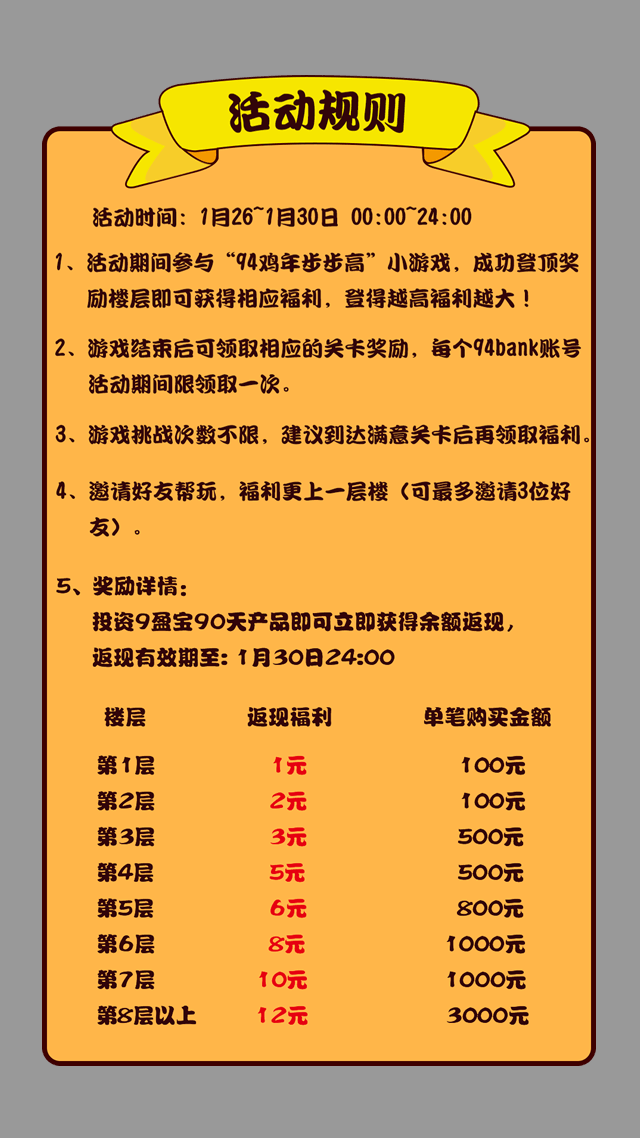 活动规则
活动时间：1月26~1月30日 00:00~24:00
1、活动期间参与“94鸡年步步高”小游戏，成功登顶奖
励楼层即可获得相应福利，登得越高福利越大！
2、游戏结束后可领取相应的关卡奖励，每个94bank账号
活动期间限领取一次。
3、游戏挑战次数不限，建议到达满意关卡后再领取福利。
4、邀请好友帮玩，福利更上一层楼（可最多邀请3位好
友）。
5、奖励详情：
投资9盈宝90天产品即可立即获得余额返现，
返现有效期至：1月30日24:00
楼层 返现福利 单笔购买金额
第1层 1元 100元
第2层 2元 100元
第3层 3元 500元
第4层 5元 500元
第5层 6元 800元
第6层 8元 1000元
第7层 10元 1000元
第8层以上 12元 3000元